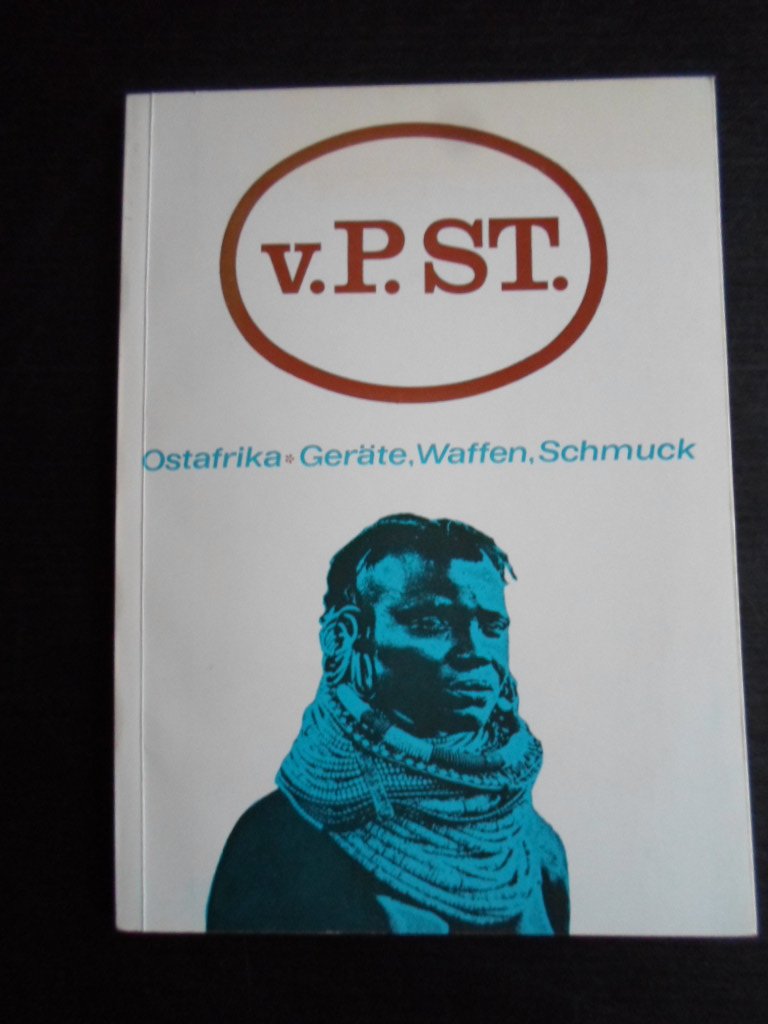 v.P. ST.
Ostafrika * Geräte, Waffen, Schmuck